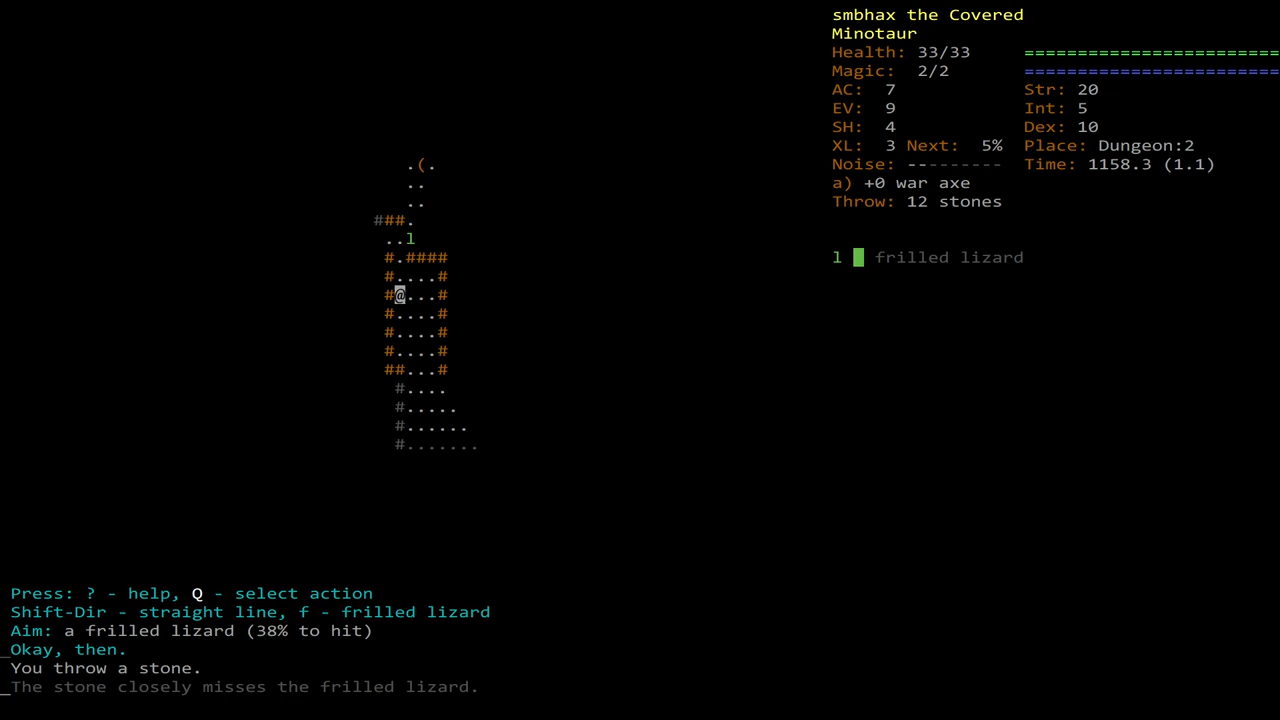 smbhax the Covered
Minotaur
Health: 33/33 ========================
Magic: 2/2 ========================
AC: 7 Str: 20
EV: 9 Int: 5
SH: 4 Dex: 10
XL: 3 Next: 5% Place: Dungeon:2
Noise: --------- Time: 1158.3 (1.1)
a) +0 war axe
Throw: 12 stones
l frilled lizard
.(.
..
..
###.
..l
#.####
#....#
#@...#
#....#
#....#
#....#
##...#
#....
#.....
#......
#.......
Press: ? - help, Q - select action
Shift-Dir - straight line, f - frilled lizard
Aim: a frilled lizard (38% to hit)
_Okay, then.
You throw a stone.
_The stone closely misses the frilled lizard.